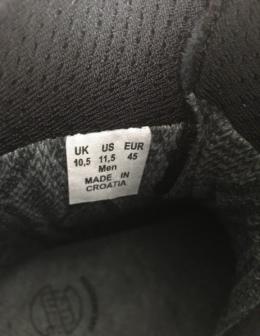 UK US EUR
10,5 11,5 45
Men
MADE IN
CROATIA